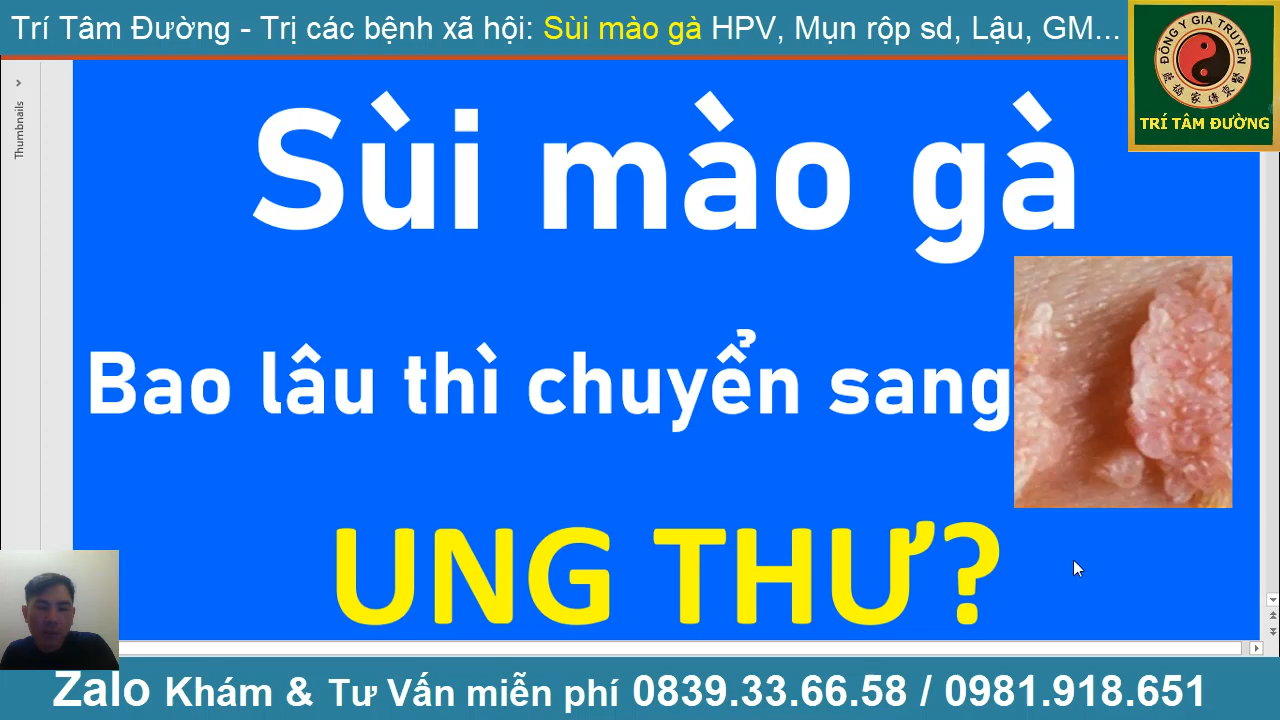 Trí Tâm Đường - Trị các bệnh xã hội: Sùi mào gà HPV, Mụn rộp sd, Lậu, GM...
ĐÔNG Y GIA TRUYỀN
TRÍ TÂM ĐƯỜNG
Thumbnails
Sùi mào gà
Bao lâu thì chuyển sang
UNG THƯ?
Zalo Khám & Tư Vấn miễn phí 0839.33.66.58 / 0981.918.651